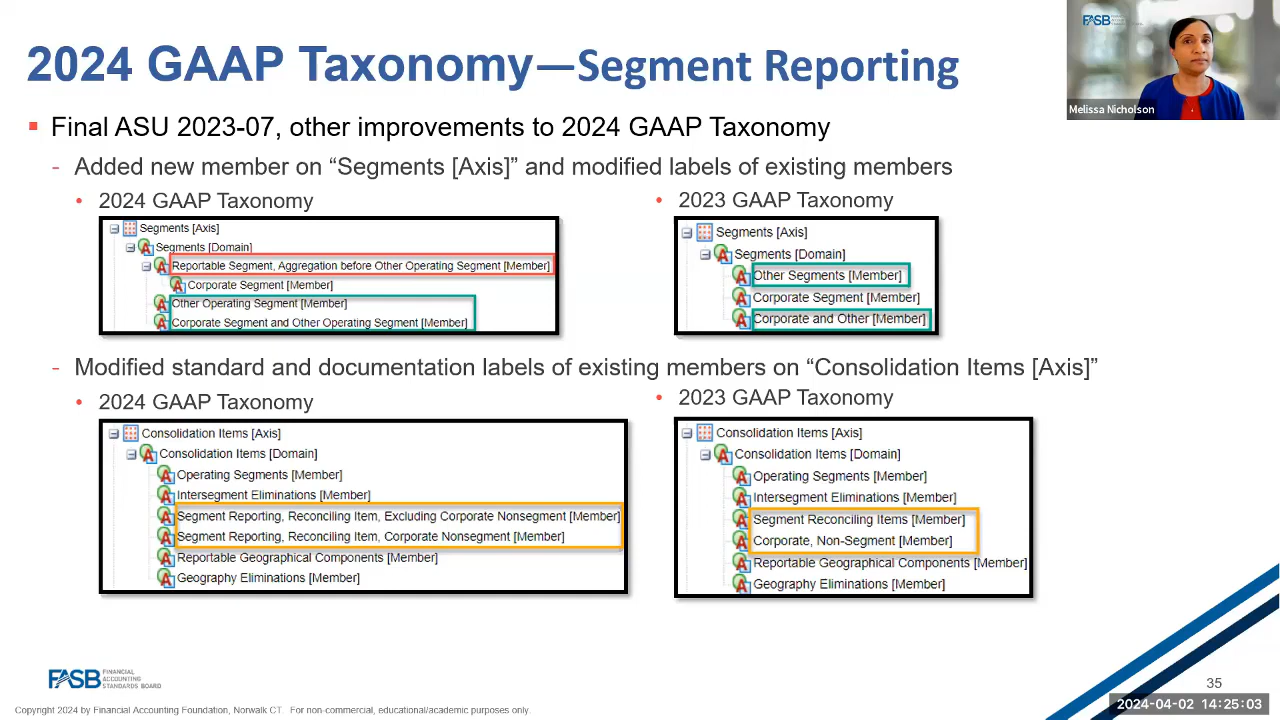 2024 GAAP Taxonomy—Segment Reporting
FASB
Melissa Nicholson
▪ Final ASU 2023-07, other improvements to 2024 GAAP Taxonomy
- Added new member on “Segments [Axis]” and modified labels of existing members
• 2024 GAAP Taxonomy
Segments [Axis]
Segments [Domain]
Reportable Segment, Aggregation before Other Operating Segment [Member]
Corporate Segment [Member]
Other Operating Segment [Member]
Corporate Segment and Other Operating Segment [Member]
• 2023 GAAP Taxonomy
Segments [Axis]
Segments [Domain]
Other Segments [Member]
Corporate Segment [Member]
Corporate and Other [Member]
- Modified standard and documentation labels of existing members on “Consolidation Items [Axis]”
• 2024 GAAP Taxonomy
Consolidation Items [Axis]
Consolidation Items [Domain]
Operating Segments [Member]
Intersegment Eliminations [Member]
Segment Reporting, Reconciling Item, Excluding Corporate Nonsegment [Member]
Segment Reporting, Reconciling Item, Corporate Nonsegment [Member]
Reportable Geographical Components [Member]
Geography Eliminations [Member]
• 2023 GAAP Taxonomy
Consolidation Items [Axis]
Consolidation Items [Domain]
Operating Segments [Member]
Intersegment Eliminations [Member]
Segment Reconciling Items [Member]
Corporate, Non-Segment [Member]
Reportable Geographical Components [Member]
Geography Eliminations [Member]
FASB FINANCIAL
ACCOUNTING
STANDARDS BOARD
35
2024-04-02 14:25:03
Copyright 2024 by Financial Accounting Foundation, Norwalk CT. For non-commercial, educational/academic purposes only.